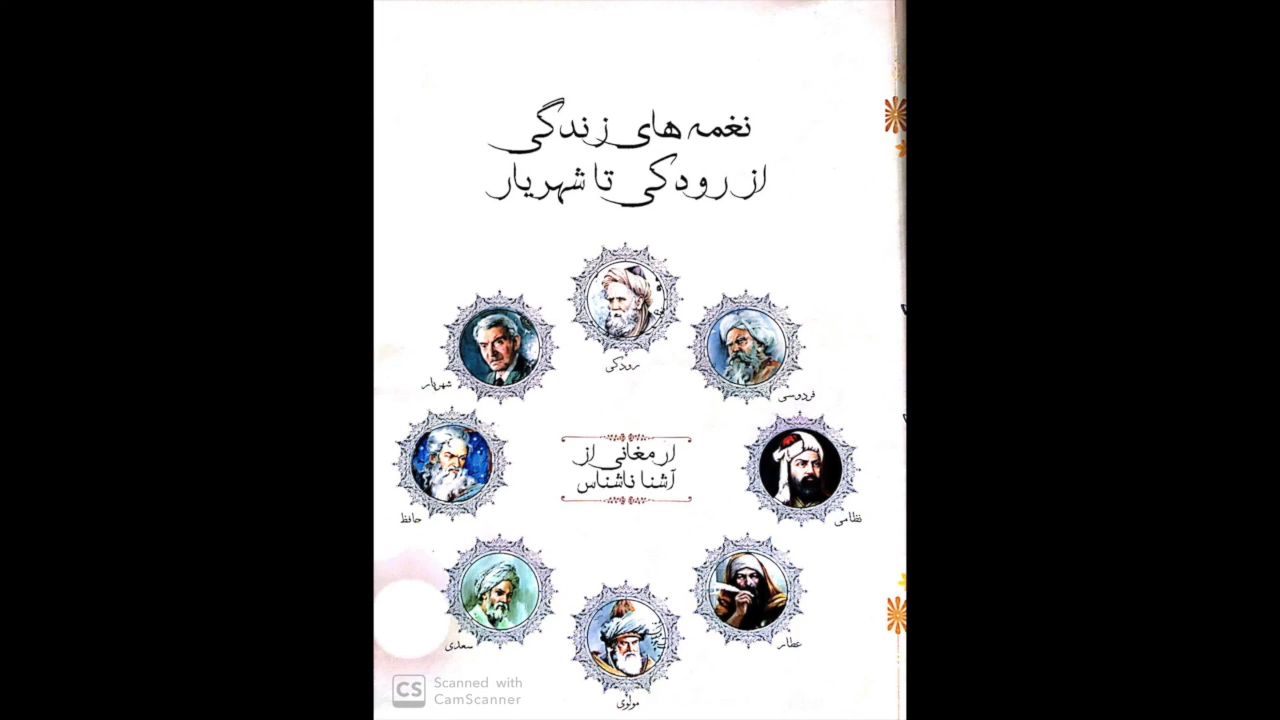 نغمه های زندگی
از رودکی تا شهریار
رودکی
شهریار
فردوسی
ارمغانی از
آشنا ناشناس
حافظ
نظامی
سعدی
عطار
مولوی
CS Scanned with
CamScanner